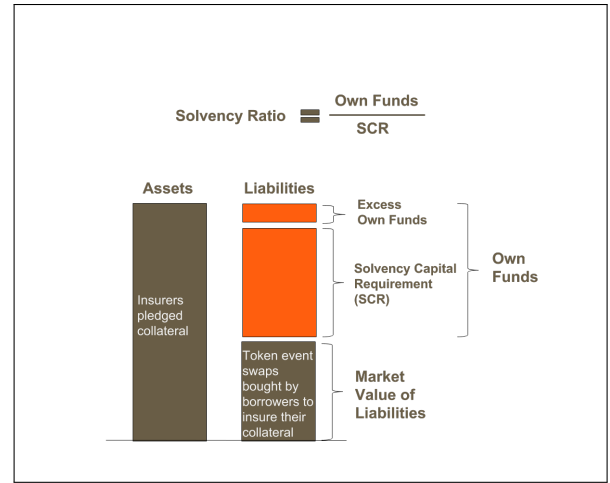 Solvency Ratio = Own Funds
SCR
Assets
Liabilities
Excess
Own Funds
Solvency Capital
Requirement
(SCR)
Own
Funds
Insurers
pledged
collateral
Token event
swaps
bought by
borrowers to
insure their
collateral
Market
Value of
Liabilities